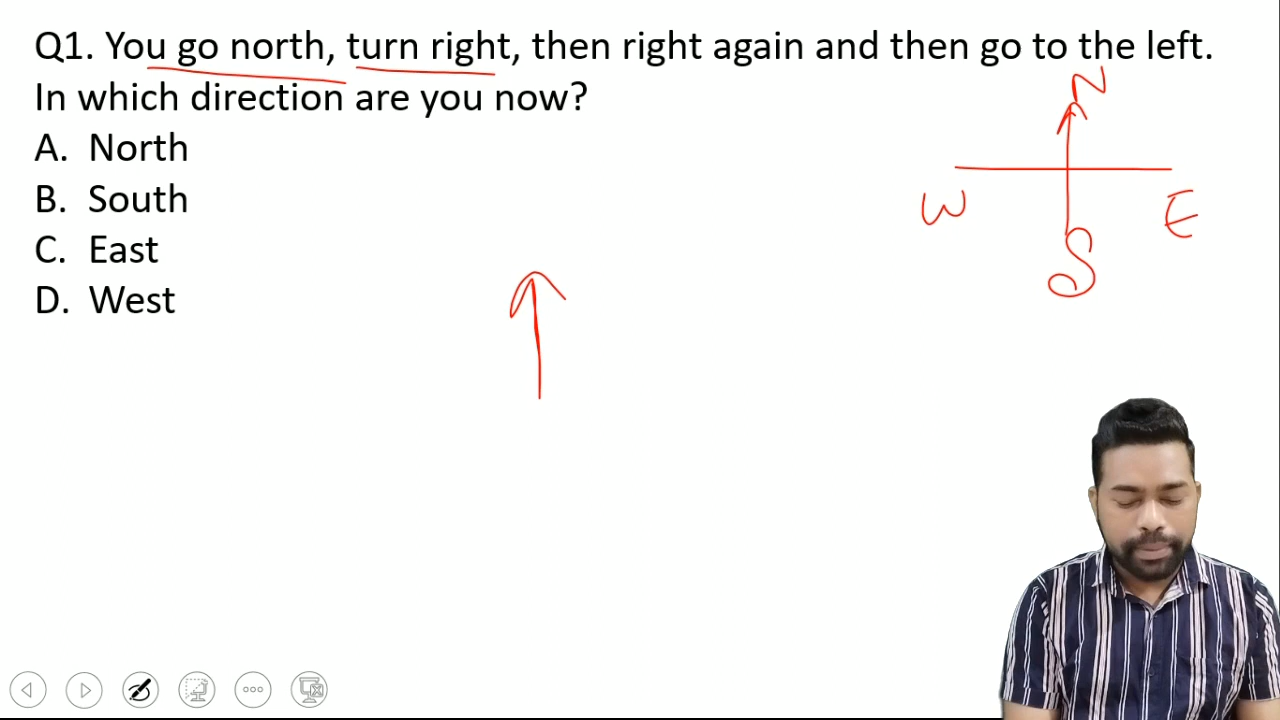 Q1. You go north, turn right, then right again and then go to the left.
In which direction are you now?
A. North
B. South
C. East
D. West
N
W
E
S